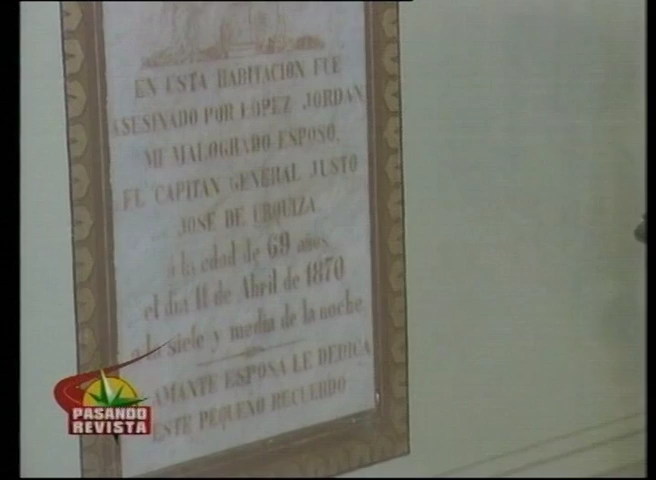 EN ESTA HABITACION FUE
ASESINADO POR LOPEZ JORDAN,
MI MALOGRADO ESPOSO,
EL CAPITAN GENERAL JUSTO
JOSÉ DE URQUIZA
a la edad de 69 años
el dia 11 de Abril de 1870
a la siete y media de la noche
AMANTE ESPOSA LE DEDICA
ESTE PEQUEÑO RECUERDO
PASANDO
REVISTA